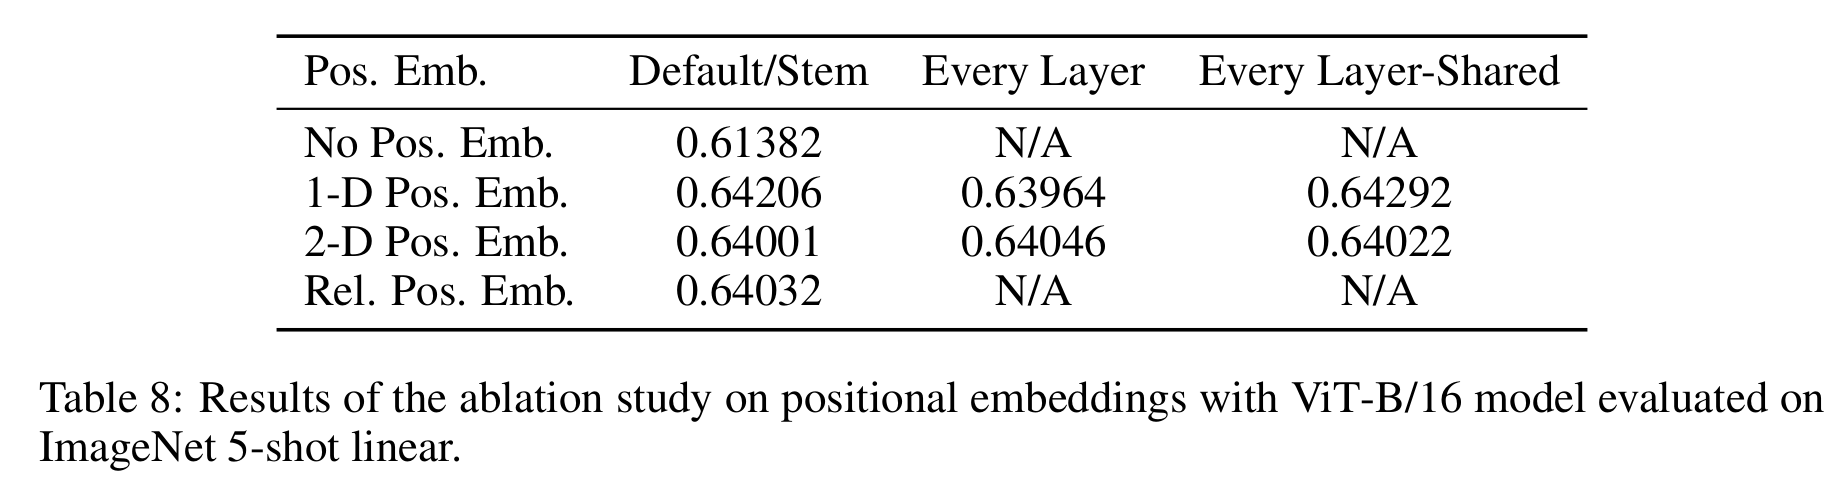 Pos. Emb. Default/Stem Every Layer Every Layer-Shared
No Pos. Emb. 0.61382 N/A N/A
1-D Pos. Emb. 0.64206 0.63964 0.64292
2-D Pos. Emb. 0.64001 0.64046 0.64022
Rel. Pos. Emb. 0.64032 N/A N/A
Table 8: Results of the ablation study on positional embeddings with ViT-B/16 model evaluated on
ImageNet 5-shot linear.